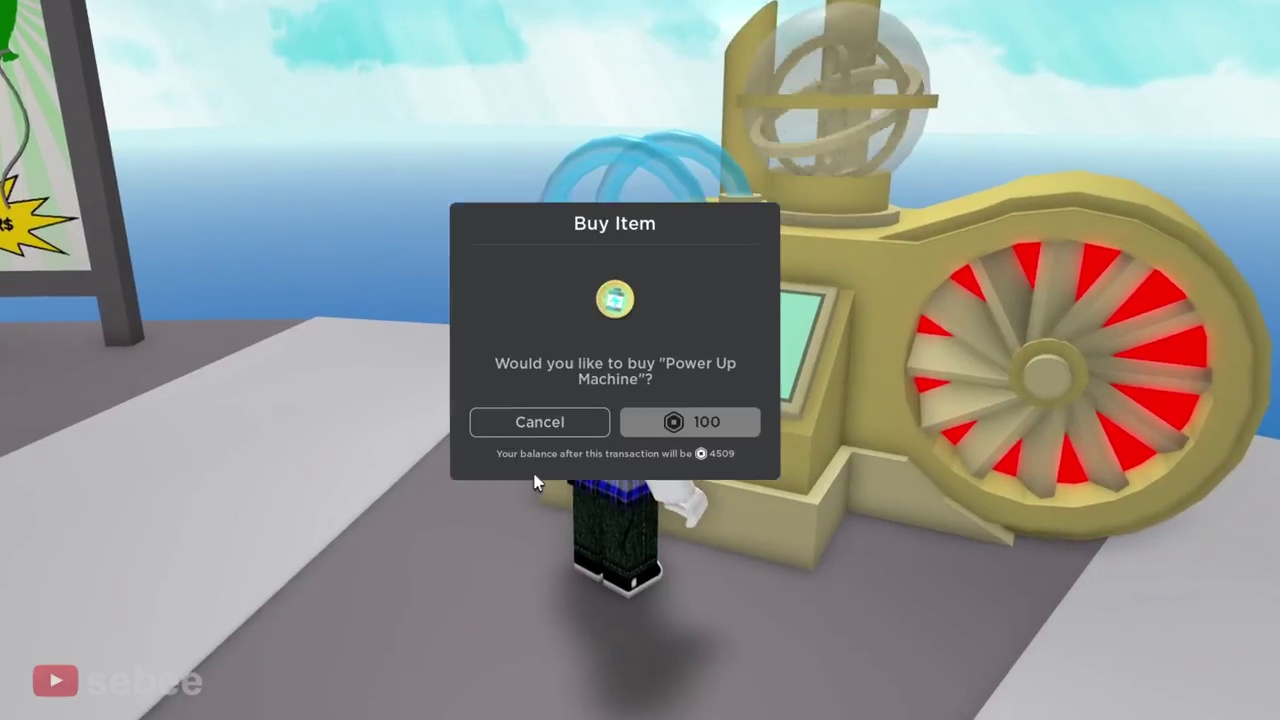 R$
Buy Item
Would you like to buy "Power Up
Machine"?
Cancel
100
Your balance after this transaction will be 4509
sebee